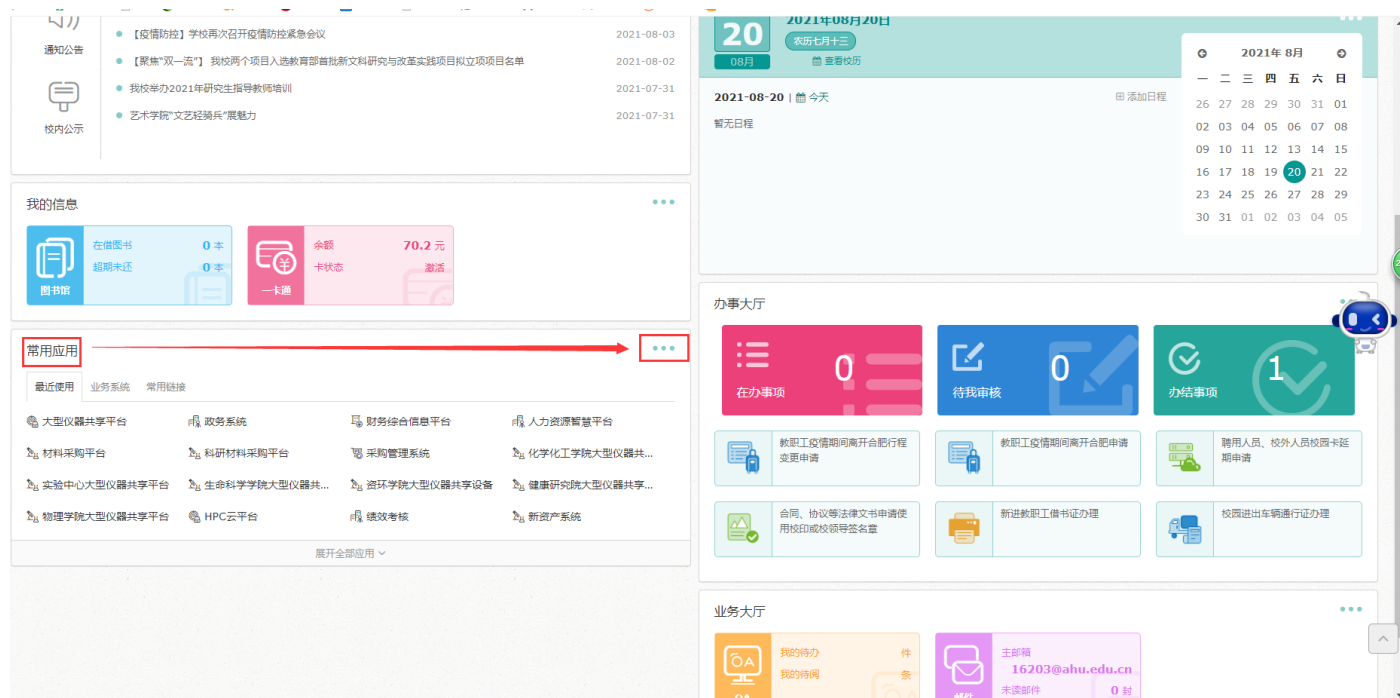 通知公告
校内公示
【疫情防控】学校再次召开疫情防控紧急会议 2021-08-03
【聚焦“双一流”】 我校两个项目入选教育部首批新文科研究与改革实践项目拟立项项目名单 2021-08-02
我校举办2021年研究生指导教师培训 2021-07-31
艺术学院“文艺轻骑兵”展魅力 2021-07-31
20
08月
2021年08月20日
农历七月十三
查看校历
2021-08-20 | 今天
添加日程
暂无日程
2021年 8月
一 二 三 四 五 六 日
26 27 28 29 30 31 01
02 03 04 05 06 07 08
09 10 11 12 13 14 15
16 17 18 19 20 21 22
23 24 25 26 27 28 29
30 31 01 02 03 04 05
我的信息
图书馆
在借图书 0 本
超期未还 0 本
一卡通
余额 70.2 元
卡状态 激活
常用应用
最近使用 业务系统 常用链接
大型仪器共享平台 政务系统 财务综合信息平台 人力资源智慧平台
材料采购平台 科研材料采购平台 采购管理系统 化学化工学院大型仪器共...
实验中心大型仪器共享平台 生命科学学院大型仪器共... 资环学院大型仪器共享设备 健康研究院大型仪器共享...
物理学院大型仪器共享平台 HPC云平台 绩效考核 新资产系统
展开全部应用
办事大厅
在办事项 0
待我审核 0
办结事项 1
教职工疫情期间离开合肥行程
变更申请
教职工疫情期间离开合肥申请
聘用人员、校外人员校园卡延
期申请
合同、协议等法律文书申请使
用校印或校领导签名章
新进教职工借书证办理
校园进出车辆通行证办理
业务大厅
OA
我的待办 件
我的待阅 条
主邮箱
16203@ahu.edu.cn
未读邮件 0 封